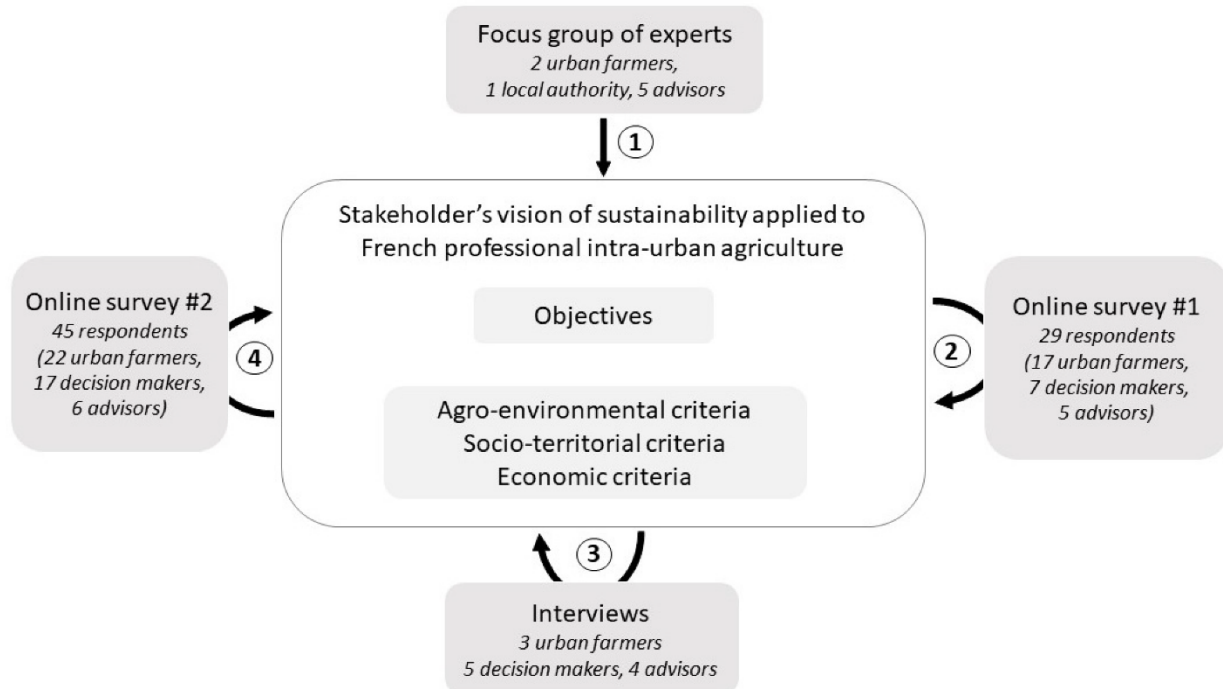 Focus group of experts
2 urban farmers,
1 local authority, 5 advisors
1
Stakeholder's vision of sustainability applied to
French professional intra-urban agriculture
Objectives
Agro-environmental criteria
Socio-territorial criteria
Economic criteria
2
Online survey #1
29 respondents
(17 urban farmers,
7 decision makers,
5 advisors)
3
Interviews
3 urban farmers
5 decision makers, 4 advisors
4
Online survey #2
45 respondents
(22 urban farmers,
17 decision makers,
6 advisors)